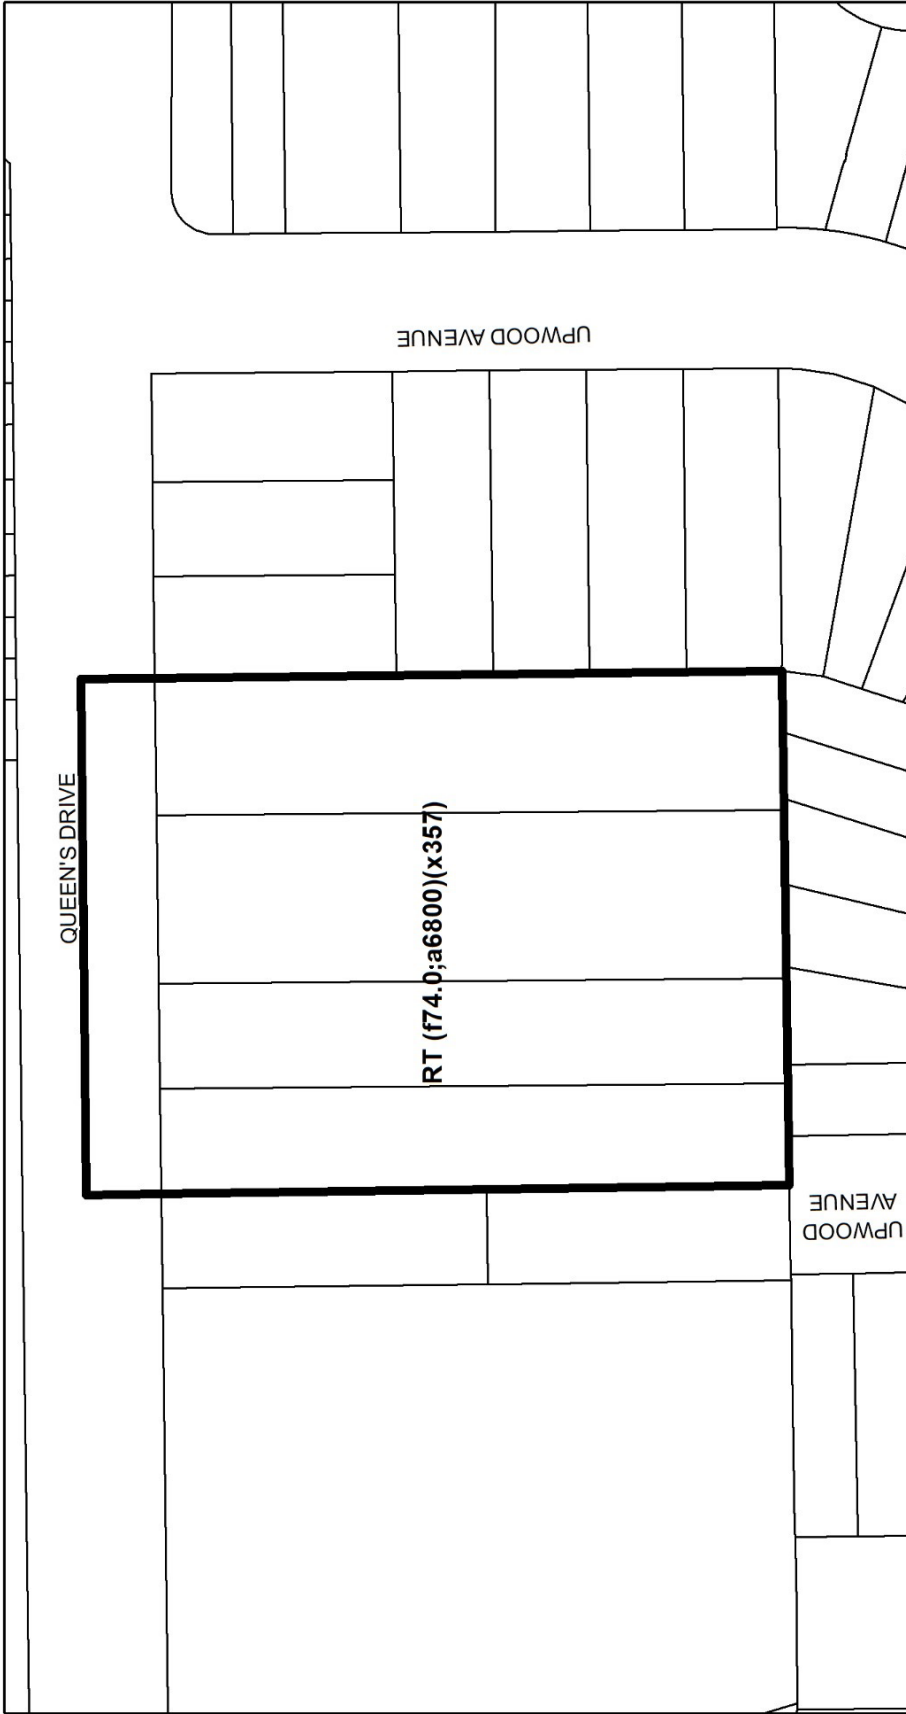 QUEEN'S DRIVE
UPWOOD AVENUE
RT (f74.0;a6800)(x357)
UPWOOD
AVENUE